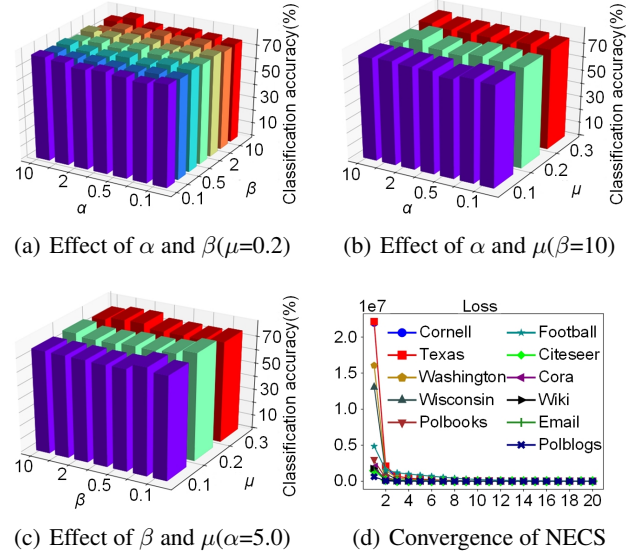 Classification accuracy(%)
70
50
30
10
10
2
0.5
0.1
α
0.1
0.5
2
10
β
(a) Effect of α and β(μ=0.2)
Classification accuracy(%)
70
50
30
10
10
2
0.5
0.1
α
0.1
0.2
0.3
μ
(b) Effect of α and μ(β=10)
Classification accuracy(%)
70
50
30
10
10
2
0.5
0.1
β
0.1
0.2
0.3
μ
(c) Effect of β and μ(α=5.0)
1e7 Loss
2.0
1.5
1.0
0.5
0.0
Cornell
Texas
Washington
Wisconsin
Polbooks
Football
Citeseer
Cora
Wiki
Email
Polblogs
2 4 6 8 10 12 14 16 18 20
(d) Convergence of NECS